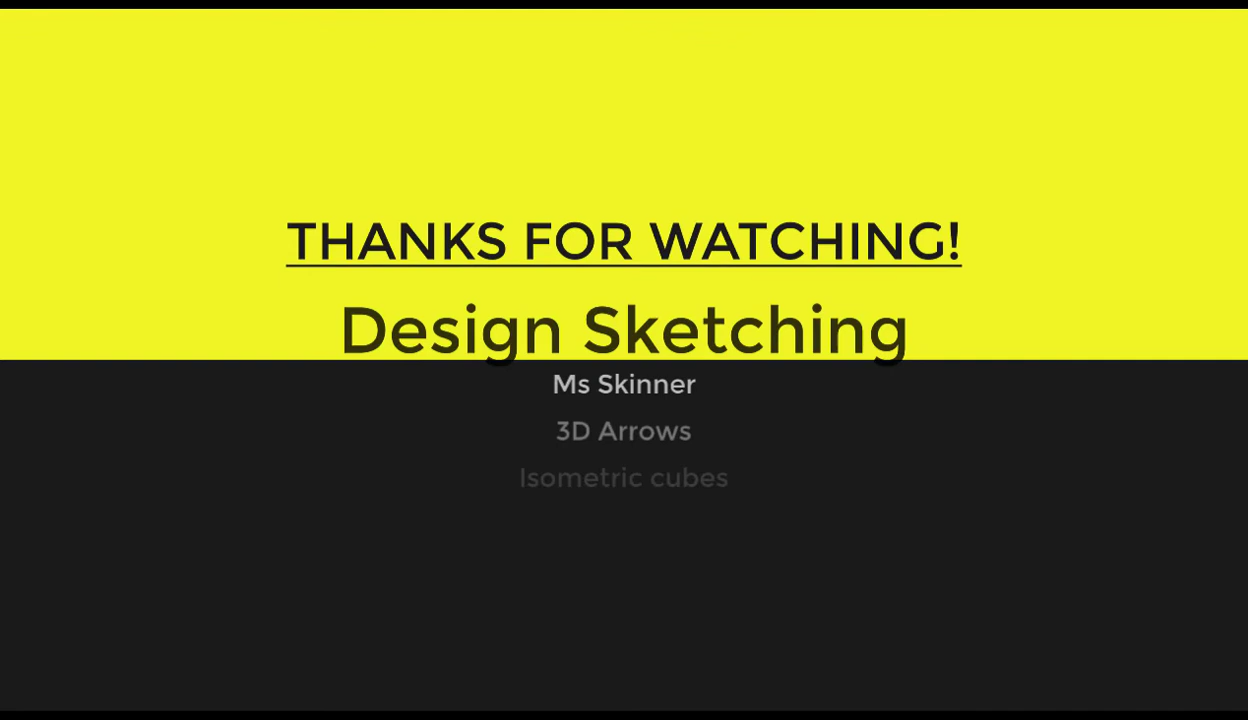 THANKS FOR WATCHING!
Design Sketching
Ms Skinner
3D Arrows
Isometric cubes